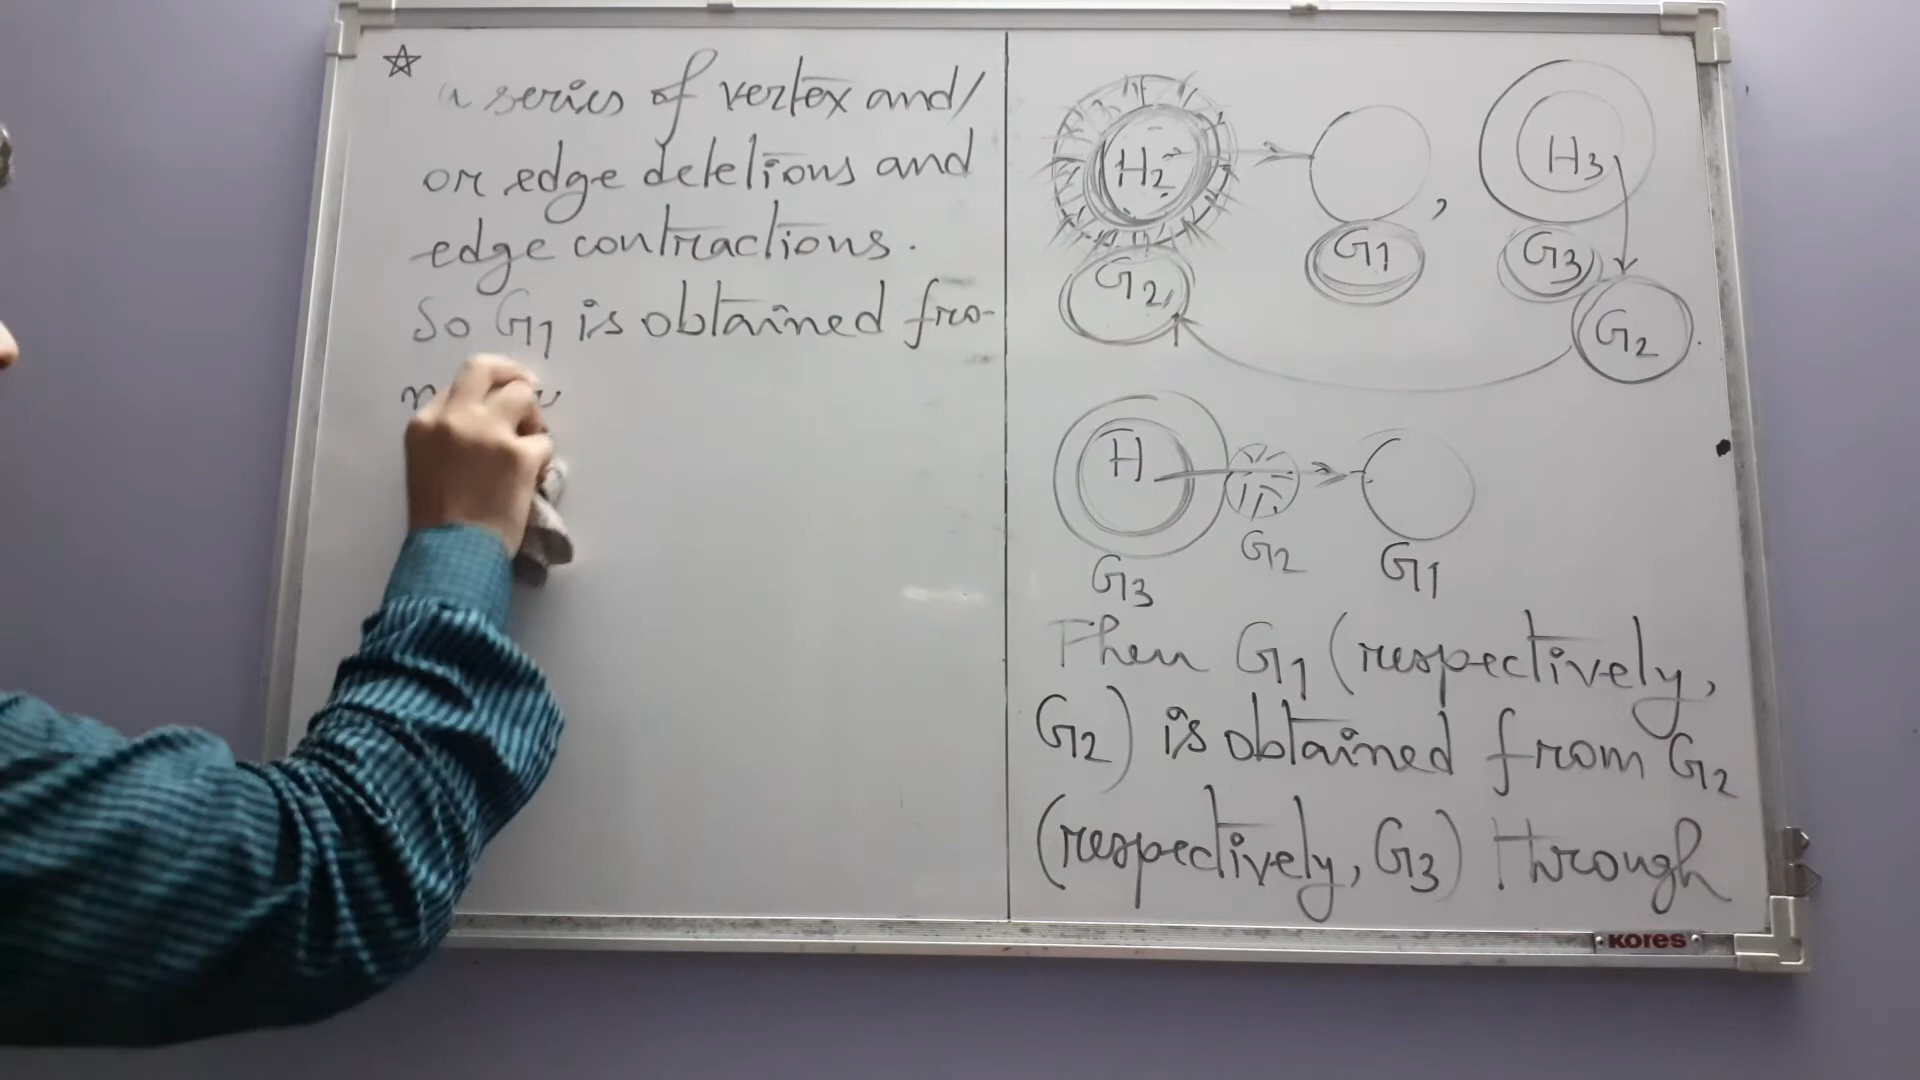 a series of vertex and/
or edge deletions and
edge contractions.
So G1 is obtained fro-
H2
G2
G1
,
H3
G3
G2
H
G3
G2
G1
Then G1 (respectively,
G2) is obtained from G2
(respectively, G3) through
KORES